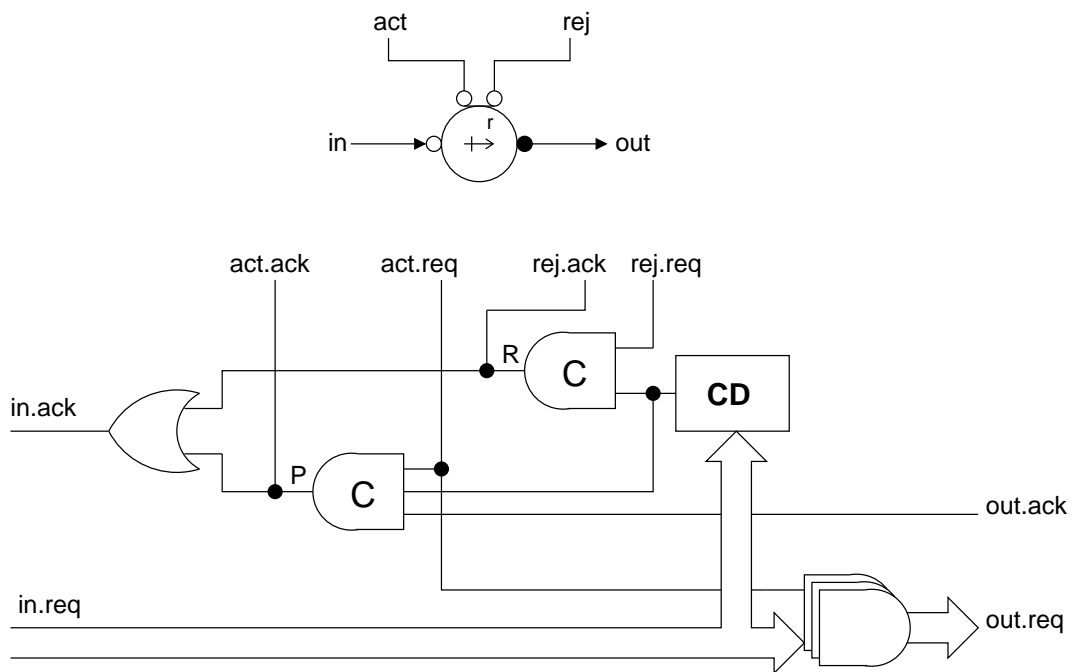 act rej
r
in out
act.ack act.req rej.ack rej.req
R
C
CD
in.ack
P
C
out.ack
in.req
out.req